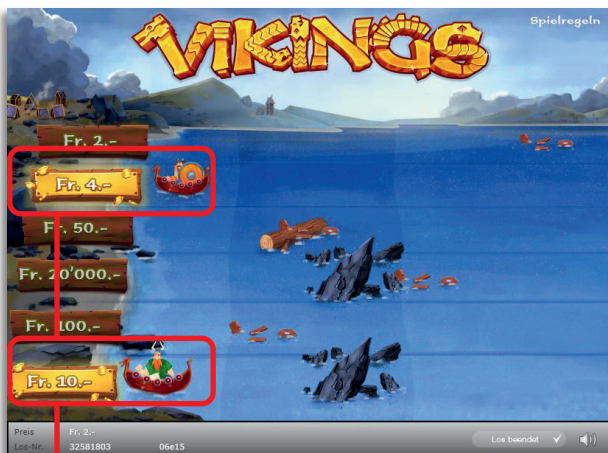 VIKINGS
Spielregeln
Fr. 2.-
Fr. 4.-
Fr. 50.-
Fr. 20'000.-
Fr. 100.-
Fr. 10.-
Preis Fr. 2.-
Los-Nr. 32581803 06e15
Los beendet